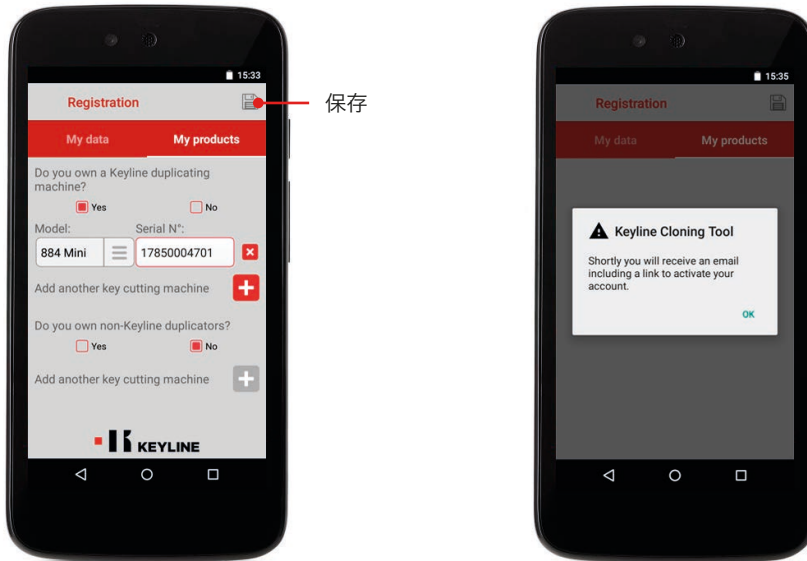 15:33
Registration
保存
My data My products
Do you own a Keyline duplicating
machine?
Yes No
Model: Serial N°:
884 Mini 17850004701
Add another key cutting machine
Do you own non-Keyline duplicators?
Yes No
Add another key cutting machine
KEYLINE
15:35
Registration
My data My products
Keyline Cloning Tool
Shortly you will receive an email
including a link to activate your
account.
OK